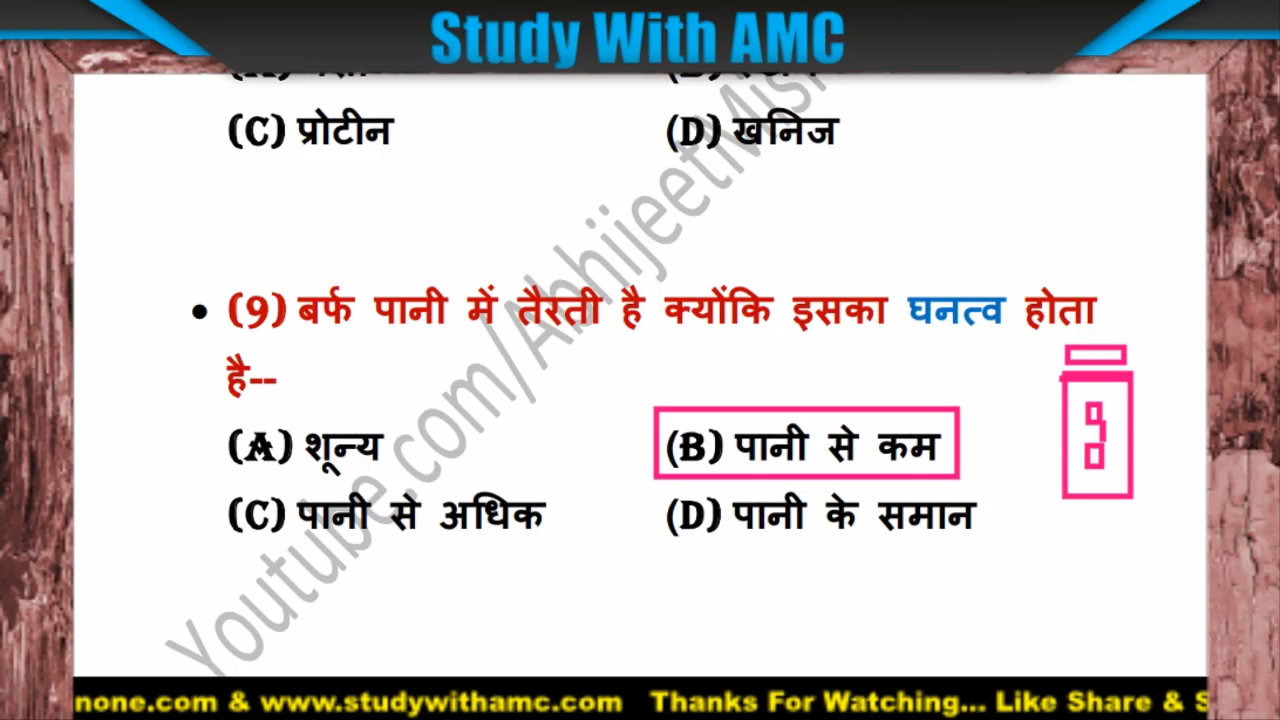 Study With AMC
(C) प्रोटीन (D) खनिज
• (9) बर्फ पानी में तैरती है क्योंकि इसका घनत्व होता
है--
(A) शून्य (B) पानी से कम
(C) पानी से अधिक (D) पानी के समान
Youtube.com/AbhijeetMis
none.com & www.studywithamc.com Thanks For Watching... Like Share & S